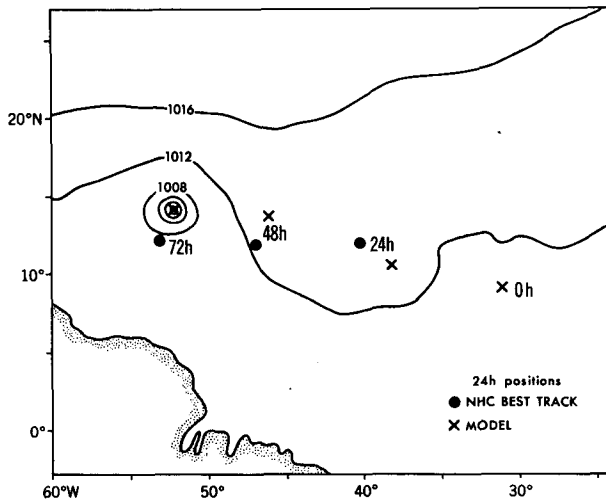 1016
20°N
1012
1008
72h
48h
24h
10°
0h
24h positions
NHC BEST TRACK
MODEL
0°
60°W
50°
40°
30°